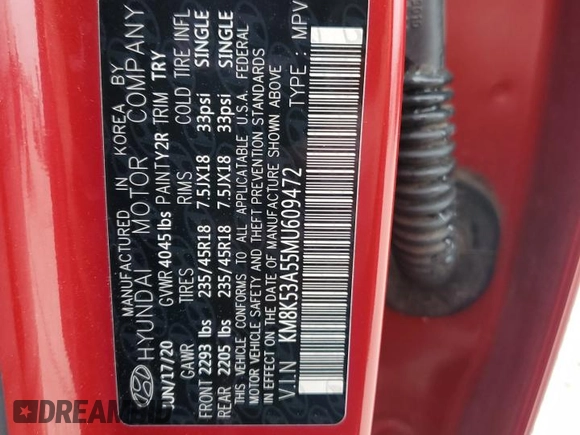 MANUFACTURED IN KOREA BY
HYUNDAI MOTOR COMPANY
JUN/17/20 GVWR 4045 lbs PAINT Y2R TRIM TRY
GAWR TIRES RIMS COLD TIRE INFL
FRONT 2293 lbs 235/45R18 7.5JX18 33psi SINGLE
REAR 2205 lbs 235/45R18 7.5JX18 33psi SINGLE
THIS VEHICLE CONFORMS TO ALL APPLICABLE U.S.A. FEDERAL
MOTOR VEHICLE SAFETY AND THEFT PREVENTION STANDARDS
IN EFFECT ON THE DATE OF MANUFACTURE SHOWN ABOVE
VIN KM8K53A55MU609472 TYPE : MPV
DREAMBID